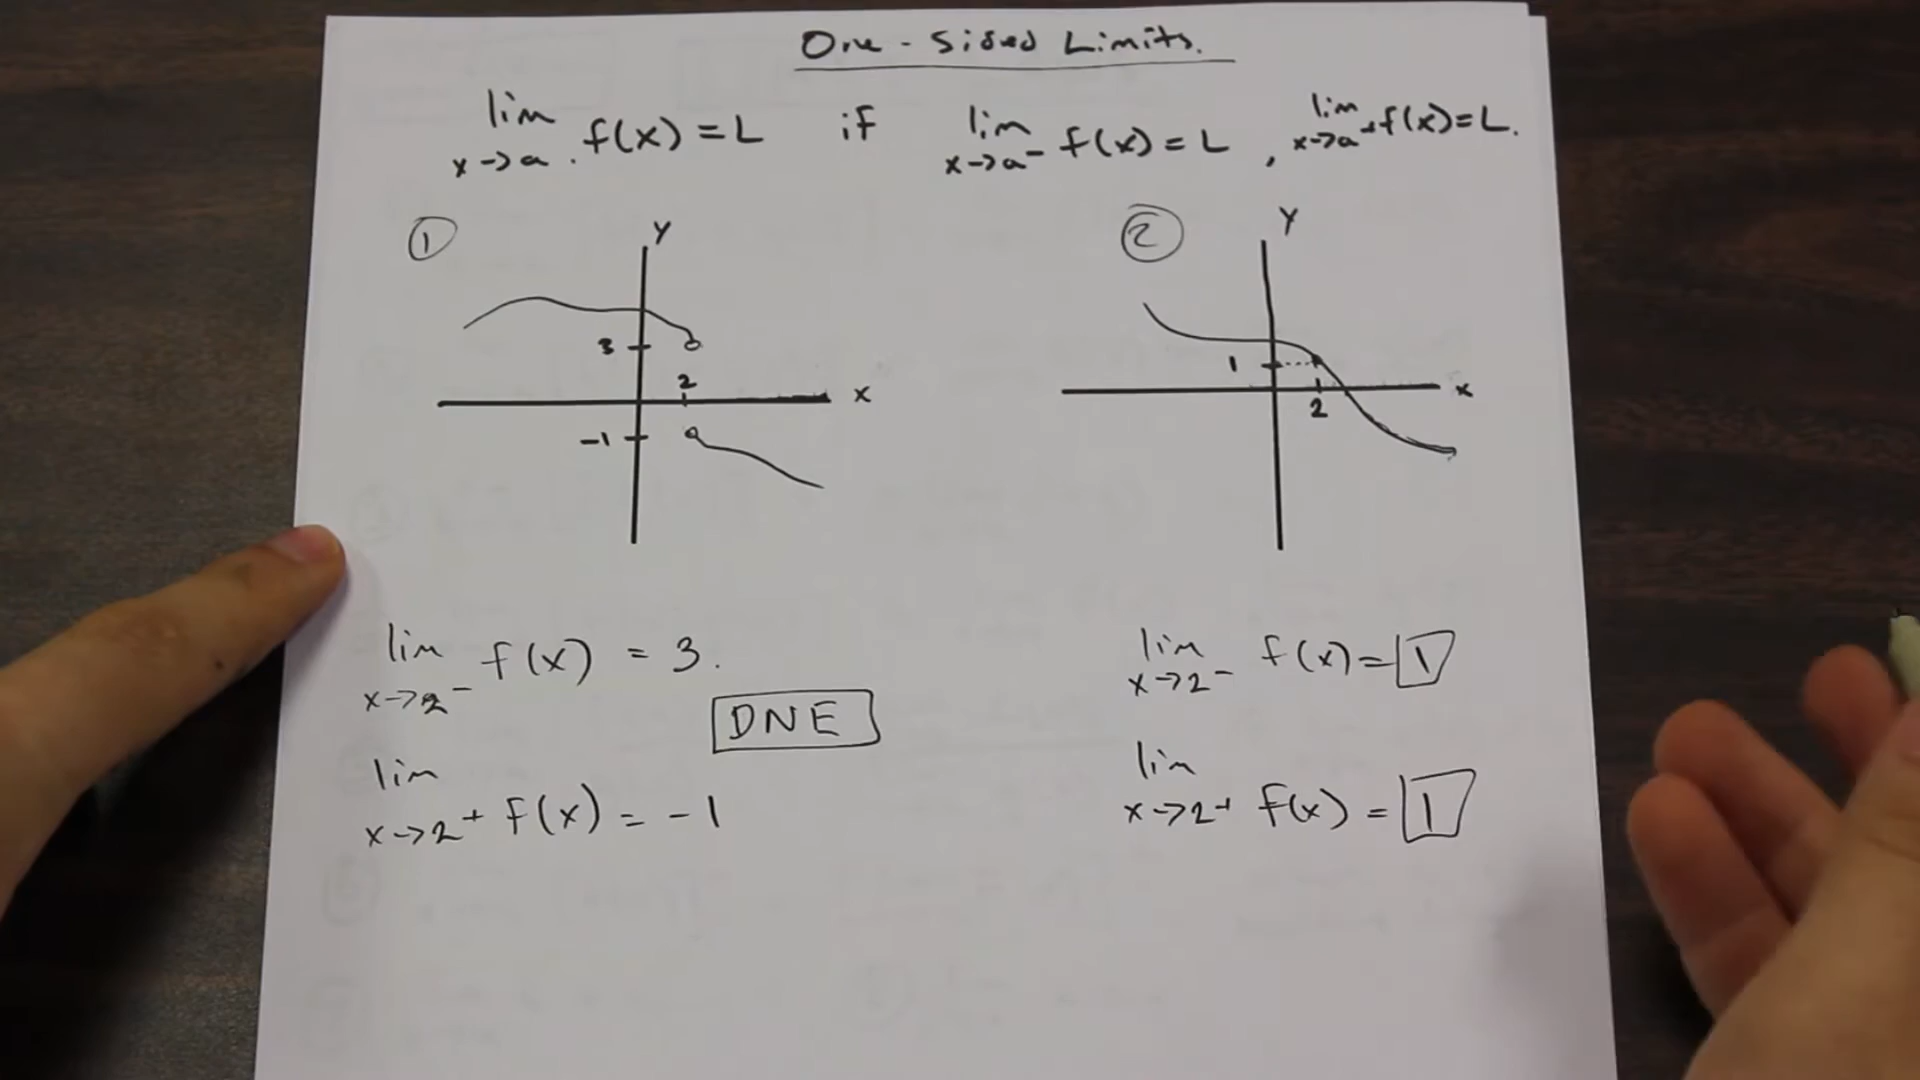 One-Sided Limits.
lim x→a. f(x) = L if lim x→a⁻ f(x) = L , lim x→a⁺ f(x) = L.
① ②
Y Y
3
1
2
x x
-1
2
lim x→2⁻ f(x) = 3. lim x→2⁻ f(x) = 1
DNE
lim x→2⁺ f(x) = -1 lim x→2⁺ f(x) = 1